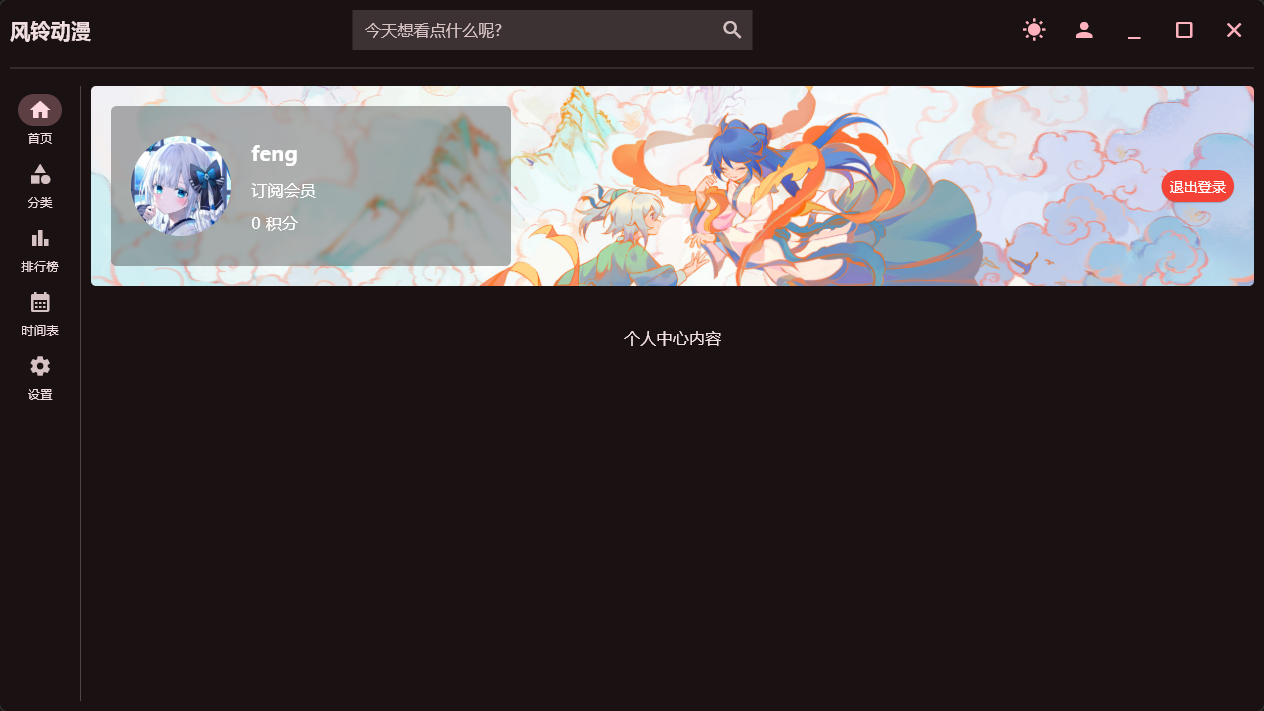 风铃动漫
今天想看点什么呢?
首页
分类
排行榜
时间表
设置
feng
订阅会员
0 积分
退出登录
个人中心内容